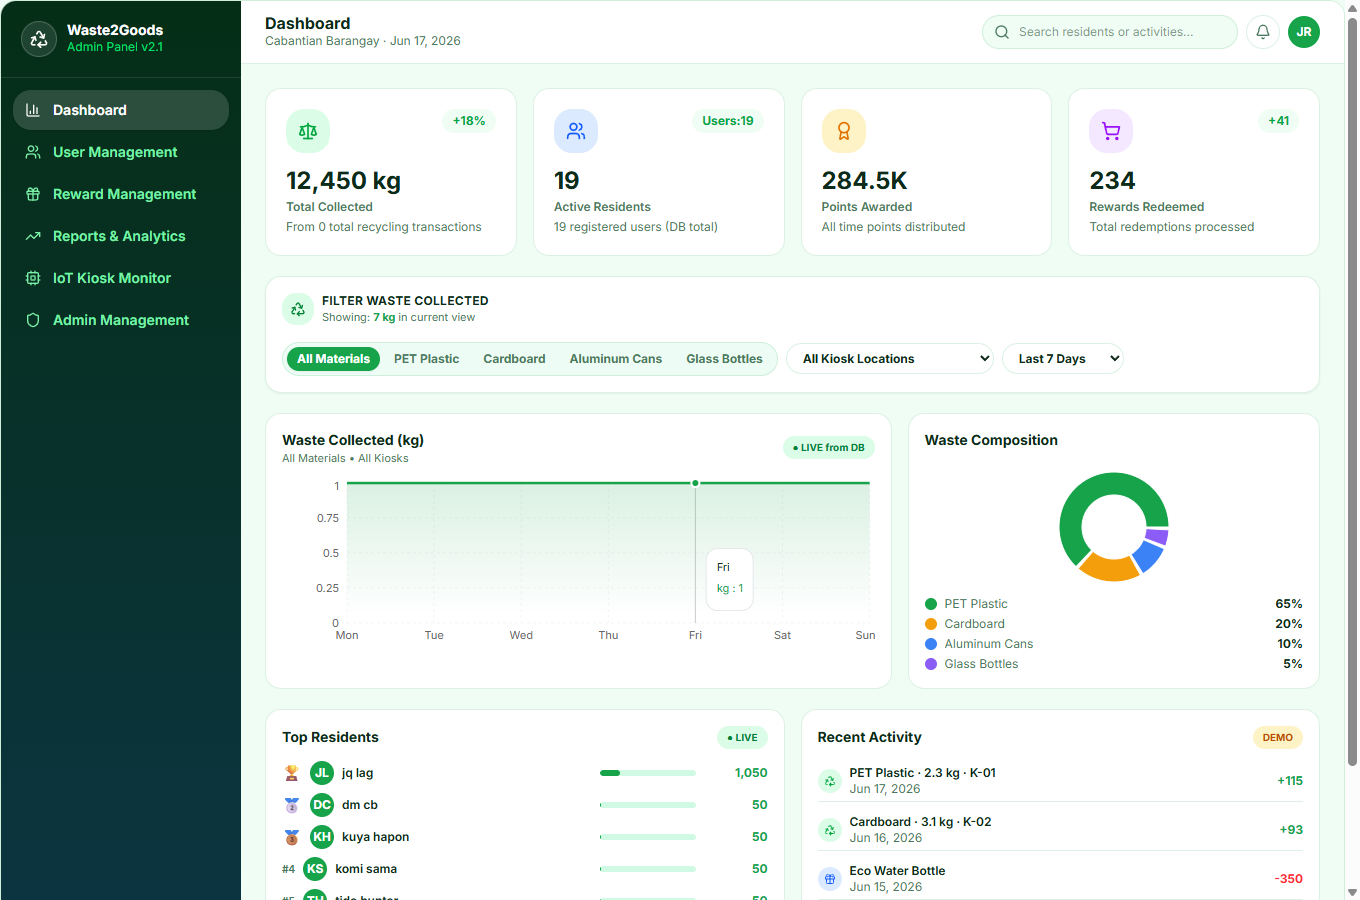 Waste2Goods
Admin Panel v2.1
Dashboard
User Management
Reward Management
Reports & Analytics
IoT Kiosk Monitor
Admin Management
Dashboard
Cabantian Barangay · Jun 17, 2026
Search residents or activities...
JR
+18%
12,450 kg
Total Collected
From 0 total recycling transactions
Users:19
19
Active Residents
19 registered users (DB total)
284.5K
Points Awarded
All time points distributed
+41
234
Rewards Redeemed
Total redemptions processed
FILTER WASTE COLLECTED
Showing: 7 kg in current view
All Materials PET Plastic Cardboard Aluminum Cans Glass Bottles All Kiosk Locations Last 7 Days
Waste Collected (kg)
All Materials • All Kiosks
● LIVE from DB
1
0.75
0.5
0.25
0
Mon Tue Wed Thu Fri Sat Sun
Fri
kg : 1
Waste Composition
PET Plastic 65%
Cardboard 20%
Aluminum Cans 10%
Glass Bottles 5%
Top Residents
● LIVE
JL jq lag 1,050
2 DC dm cb 50
3 KH kuya hapon 50
#4 KS komi sama 50
#5 TH tide hunter 50
Recent Activity
DEMO
PET Plastic · 2.3 kg · K-01
Jun 17, 2026
+115
Cardboard · 3.1 kg · K-02
Jun 16, 2026
+93
Eco Water Bottle
Jun 15, 2026
-350